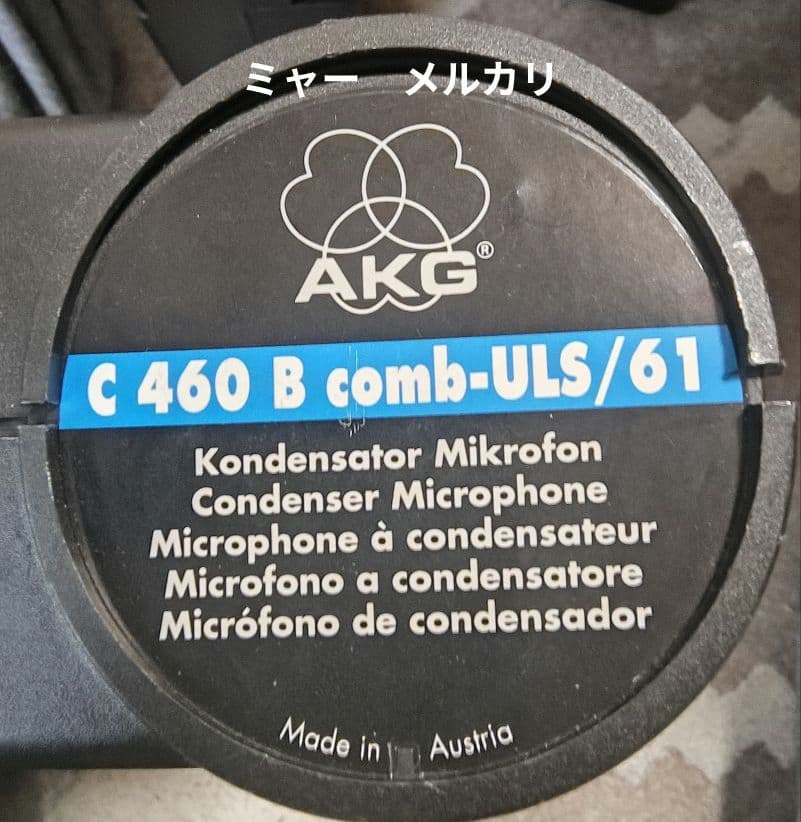 ミャー　メルカリ
AKG®
C 460 B comb-ULS/61
Kondensator Mikrofon
Condenser Microphone
Microphone à condensateur
Microfono a condensatore
Micrófono de condensador
Made in Austria